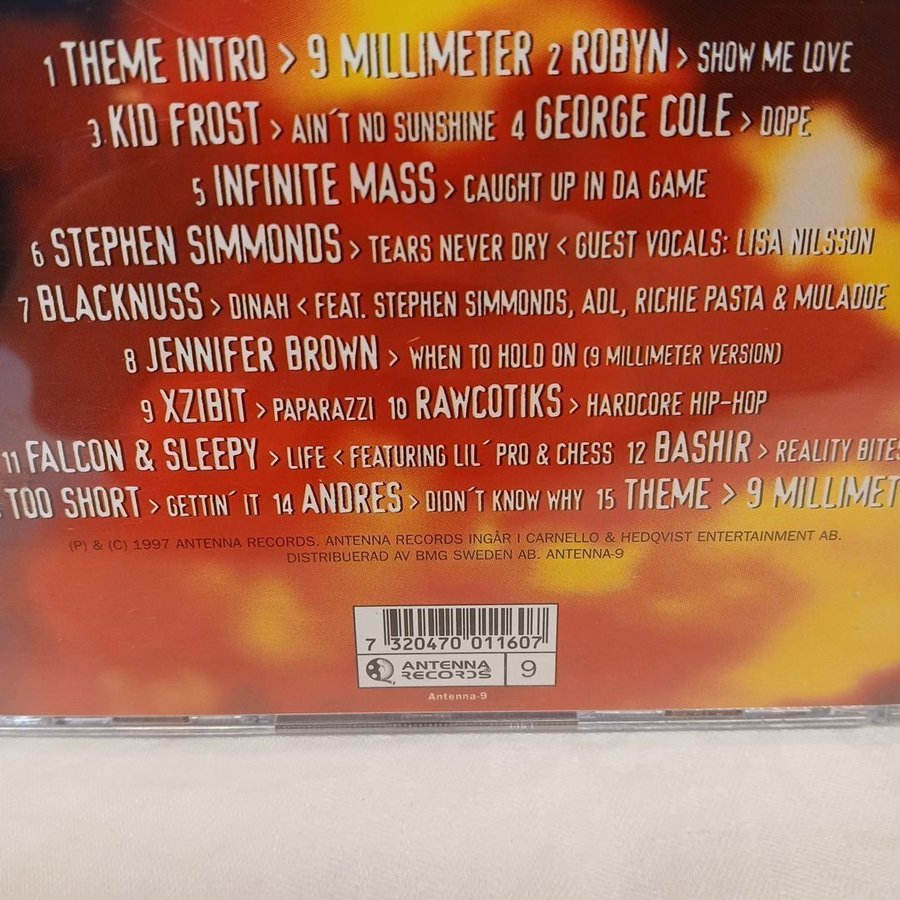 1 THEME INTRO > 9 MILLIMETER 2 ROBYN > SHOW ME LOVE
3 KID FROST > AIN´T NO SUNSHINE 4 GEORGE COLE > DOPE
5 INFINITE MASS > CAUGHT UP IN DA GAME
6 STEPHEN SIMMONDS > TEARS NEVER DRY < GUEST VOCALS: LISA NILSSON
7 BLACKNUSS > DINAH < FEAT. STEPHEN SIMMONDS, ADL, RICHIE PASTA & MULADOE
8 JENNIFER BROWN > WHEN TO HOLD ON (9 MILLIMETER VERSION)
9 XZIBIT > PAPARAZZI 10 RAWCOTIKS > HARDCORE HIP-HOP
11 FALCON & SLEEPY > LIFE < FEATURING LIL´ PRO & CHESS 12 BASHIR > REALITY BITES
TOO SHORT > GETTIN´ IT 14 ANDRES > DIDN´T KNOW WHY 15 THEME > 9 MILLIMET
(P) & (C) 1997 ANTENNA RECORDS. ANTENNA RECORDS INGÅR I CARNELLO & HEDQVIST ENTERTAINMENT AB.
DISTRIBUERAD AV BMG SWEDEN AB. ANTENNA-9
7 320470 011607
ANTENNA RECORDS 9
Antenna-9